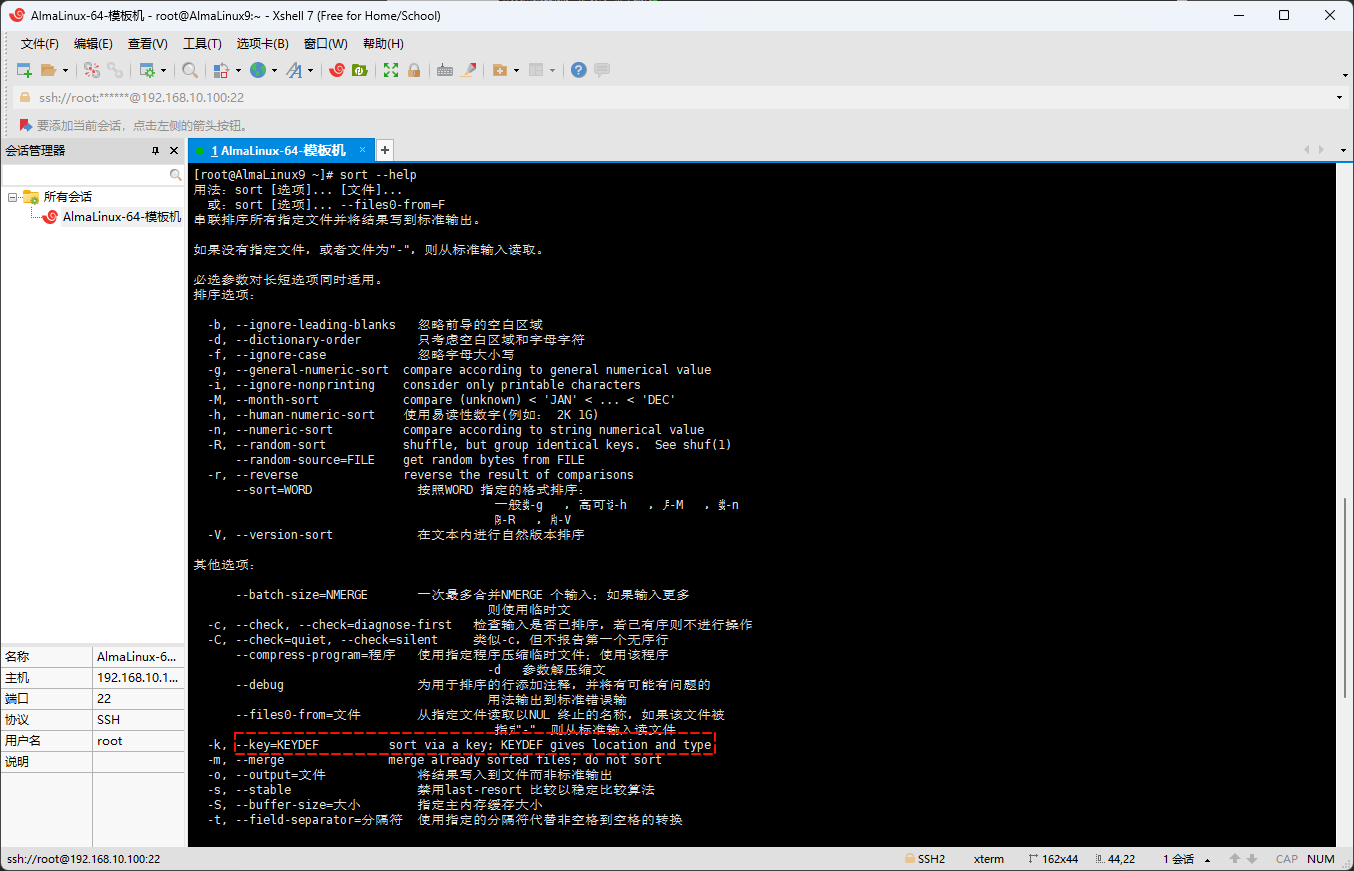 AlmaLinux-64-模板机 - root@AlmaLinux9:~ - Xshell 7 (Free for Home/School)
文件(F) 编辑(E) 查看(V) 工具(T) 选项卡(B) 窗口(W) 帮助(H)
ssh://root:******@192.168.10.100:22
要添加当前会话，点击左侧的箭头按钮。
会话管理器
所有会话
AlmaLinux-64-模板机
名称 AlmaLinux-6...
主机 192.168.10.1...
端口 22
协议 SSH
用户名 root
说明
1 AlmaLinux-64-模板机
[root@AlmaLinux9 ~]# sort --help
用法：sort [选项]... [文件]...
或：sort [选项]... --files0-from=F
串联排序所有指定文件并将结果写到标准输出。
如果没有指定文件，或者文件为"-"，则从标准输入读取。
必选参数对长短选项同时适用。
排序选项：
-b, --ignore-leading-blanks 忽略前导的空白区域
-d, --dictionary-order 只考虑空白区域和字母字符
-f, --ignore-case 忽略字母大小写
-g, --general-numeric-sort compare according to general numerical value
-i, --ignore-nonprinting consider only printable characters
-M, --month-sort compare (unknown) < 'JAN' < ... < 'DEC'
-h, --human-numeric-sort 使用易读性数字(例如： 2K 1G)
-n, --numeric-sort compare according to string numerical value
-R, --random-sort shuffle, but group identical keys. See shuf(1)
--random-source=FILE get random bytes from FILE
-r, --reverse reverse the result of comparisons
--sort=WORD 按照WORD 指定的格式排序：
一般数-g ，高可读-h ，月-M ，数-n
-R ， -V
-V, --version-sort 在文本内进行自然版本排序
其他选项：
--batch-size=NMERGE 一次最多合并NMERGE 个输入；如果输入更多
则使用临时文
-c, --check, --check=diagnose-first 检查输入是否已排序，若已有序则不进行操作
-C, --check=quiet, --check=silent 类似-c，但不报告第一个无序行
--compress-program=程序 使用指定程序压缩临时文件；使用该程序
-d 参数解压缩文
--debug 为用于排序的行添加注释，并将有可能有问题的
用法输出到标准错误输
--files0-from=文件 从指定文件读取以NUL 终止的名称，如果该文件被
指定"-" 则从标准输入读文件
-k, --key=KEYDEF sort via a key; KEYDEF gives location and type
-m, --merge merge already sorted files; do not sort
-o, --output=文件 将结果写入到文件而非标准输出
-s, --stable 禁用last-resort 比较以稳定比较算法
-S, --buffer-size=大小 指定主内存缓存大小
-t, --field-separator=分隔符 使用指定的分隔符代替非空格到空格的转换
ssh://root@192.168.10.100:22 SSH2 xterm 162x44 44,22 1 会话 CAP NUM